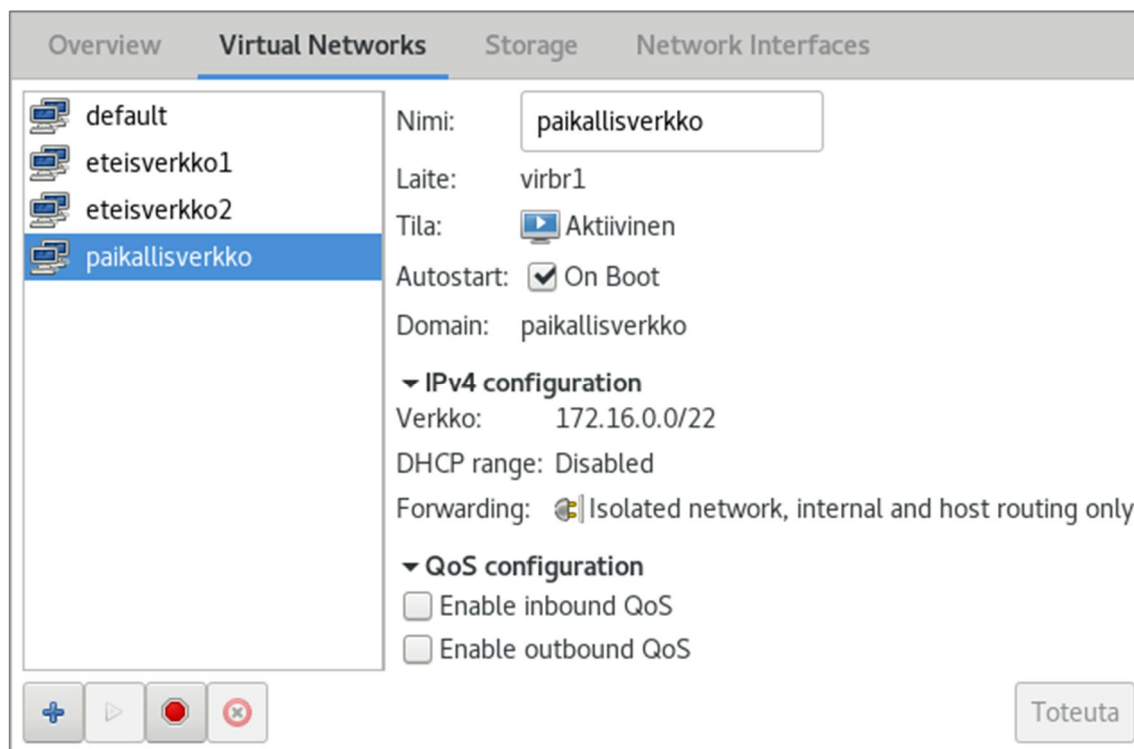 Overview Virtual Networks Storage Network Interfaces
default
eteisverkko1
eteisverkko2
paikallisverkko
Nimi: paikallisverkko
Laite: virbr1
Tila: Aktiivinen
Autostart: On Boot
Domain: paikallisverkko
IPv4 configuration
Verkko: 172.16.0.0/22
DHCP range: Disabled
Forwarding: Isolated network, internal and host routing only
QoS configuration
Enable inbound QoS
Enable outbound QoS
Toteuta